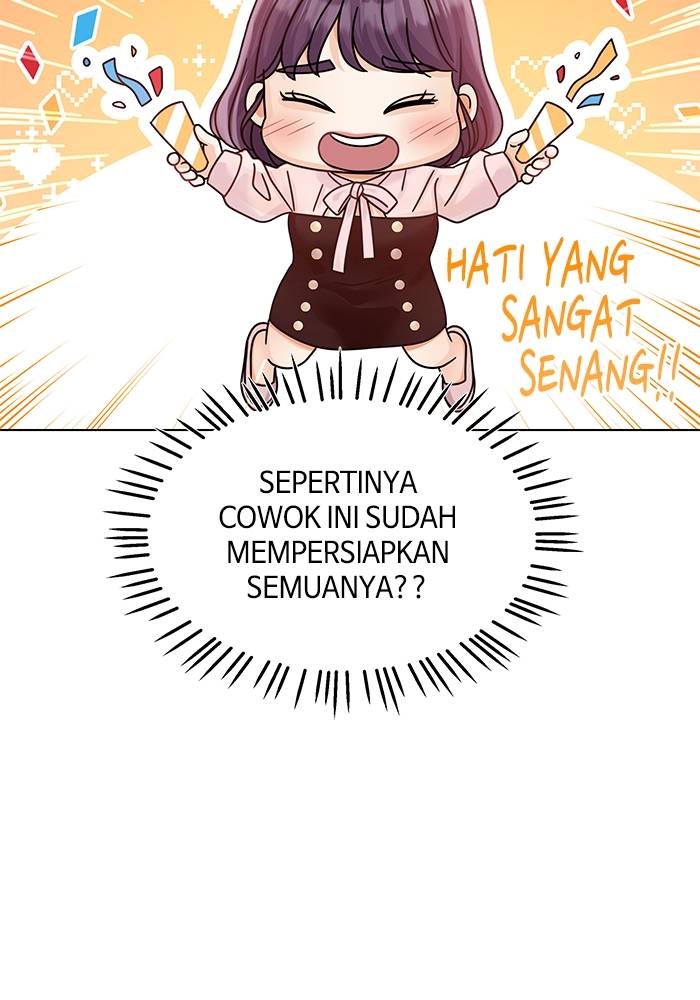 HATI YANG
SANGAT
SENANG!!
SEPERTINYA
COWOK INI SUDAH
MEMPERSIAPKAN
SEMUANYA??